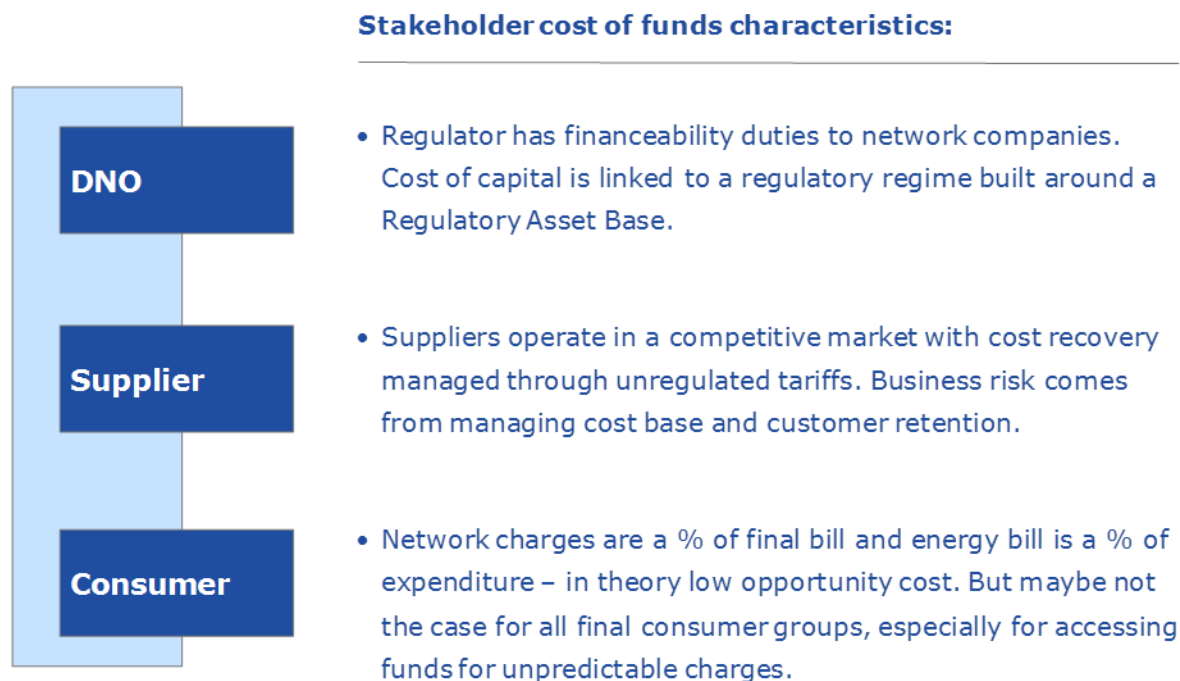 Stakeholder cost of funds characteristics:
DNO
• Regulator has financeability duties to network companies.
Cost of capital is linked to a regulatory regime built around a
Regulatory Asset Base.
Supplier
• Suppliers operate in a competitive market with cost recovery
managed through unregulated tariffs. Business risk comes
from managing cost base and customer retention.
Consumer
• Network charges are a % of final bill and energy bill is a % of
expenditure – in theory low opportunity cost. But maybe not
the case for all final consumer groups, especially for accessing
funds for unpredictable charges.